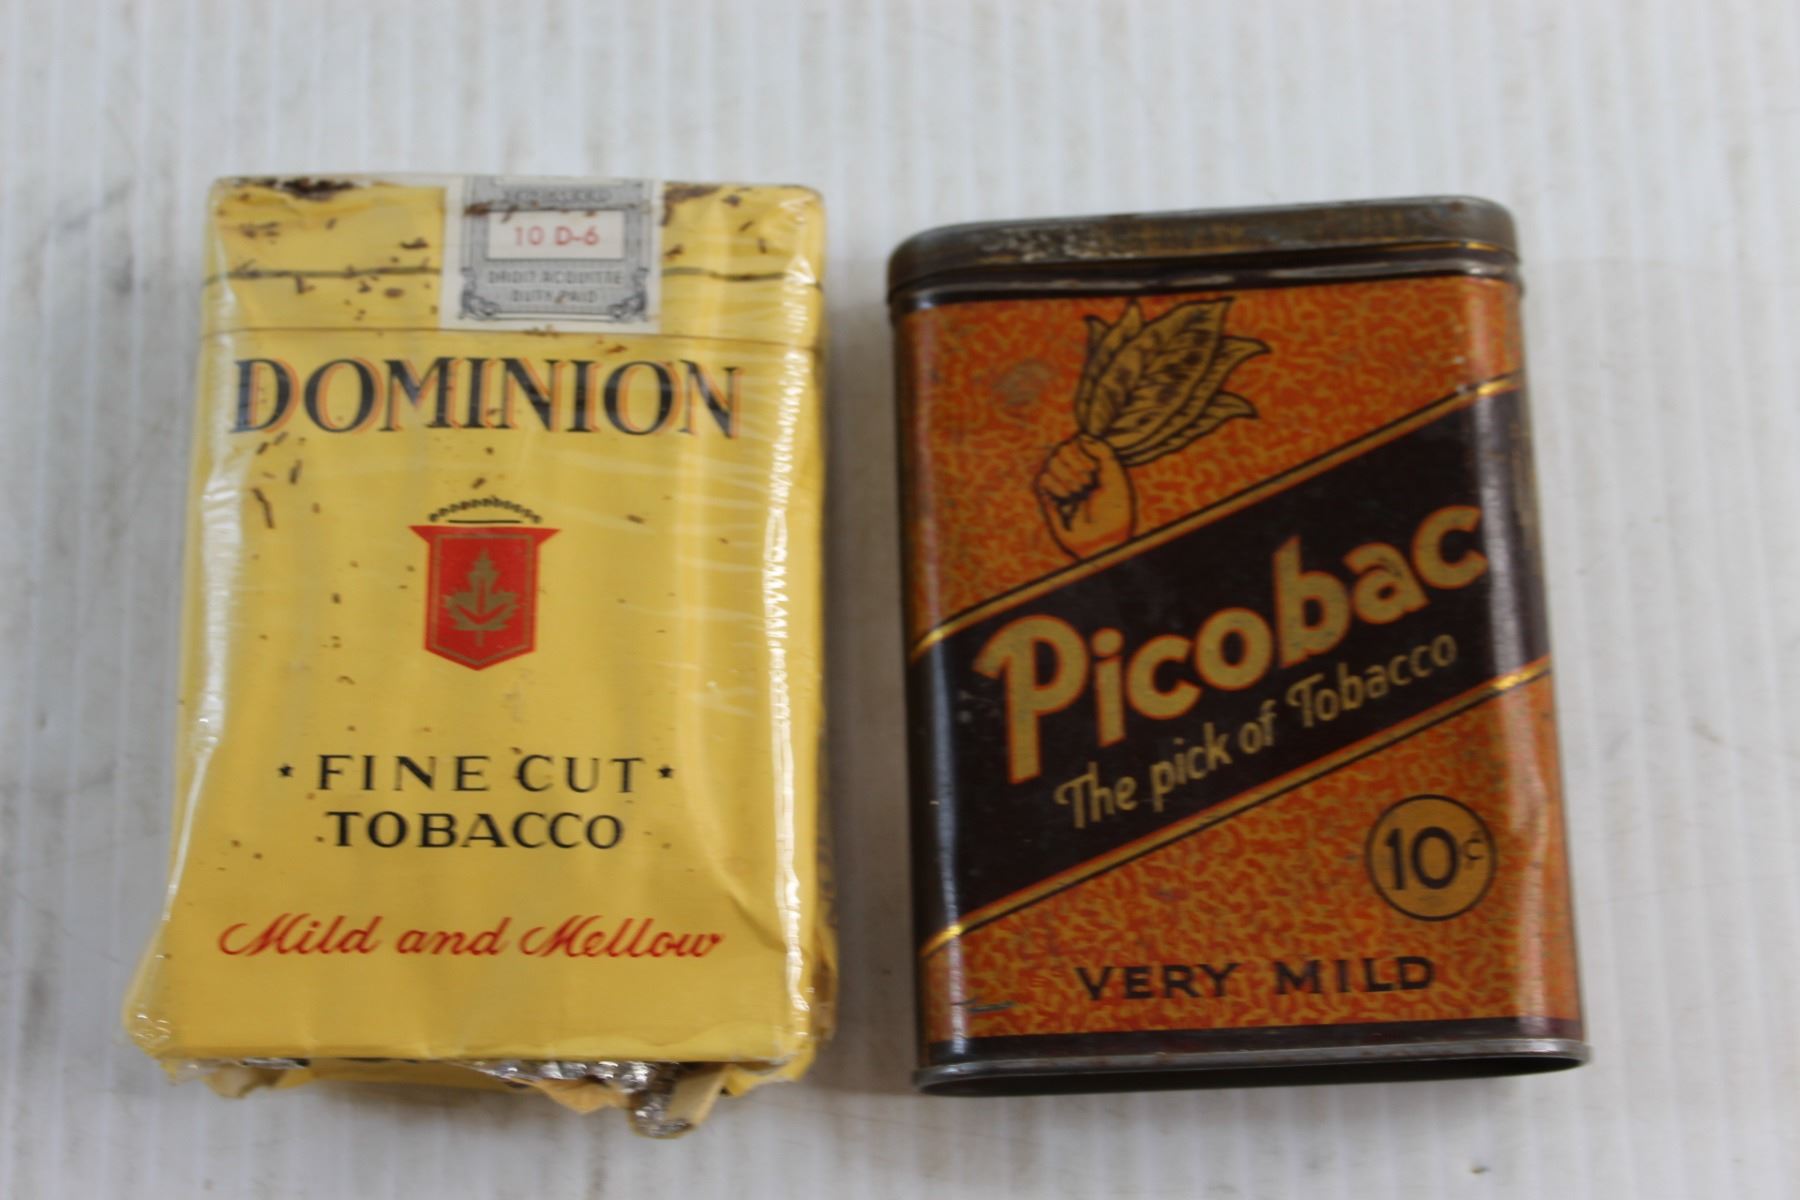 10 D-6
DROIT ACQUITTÉ
DUTY PAID
DOMINION
FINE CUT
TOBACCO
Mild and Mellow
Picobac
The pick of Tobacco
10¢
VERY MILD